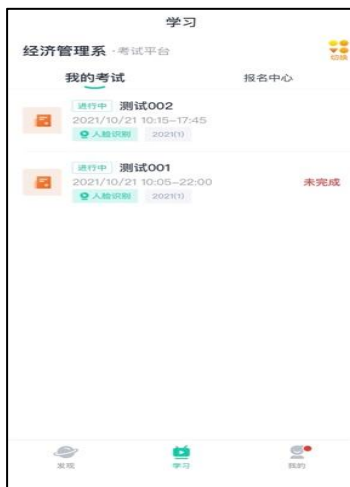 学习
经济管理系 ·考试平台
切换
我的考试 报名中心
进行中 测试002
2021/10/21 10:15-17:45
人脸识别 2021(1)
进行中 测试001
2021/10/21 10:05-22:00 未完成
人脸识别 2021(1)
发现 学习 我的